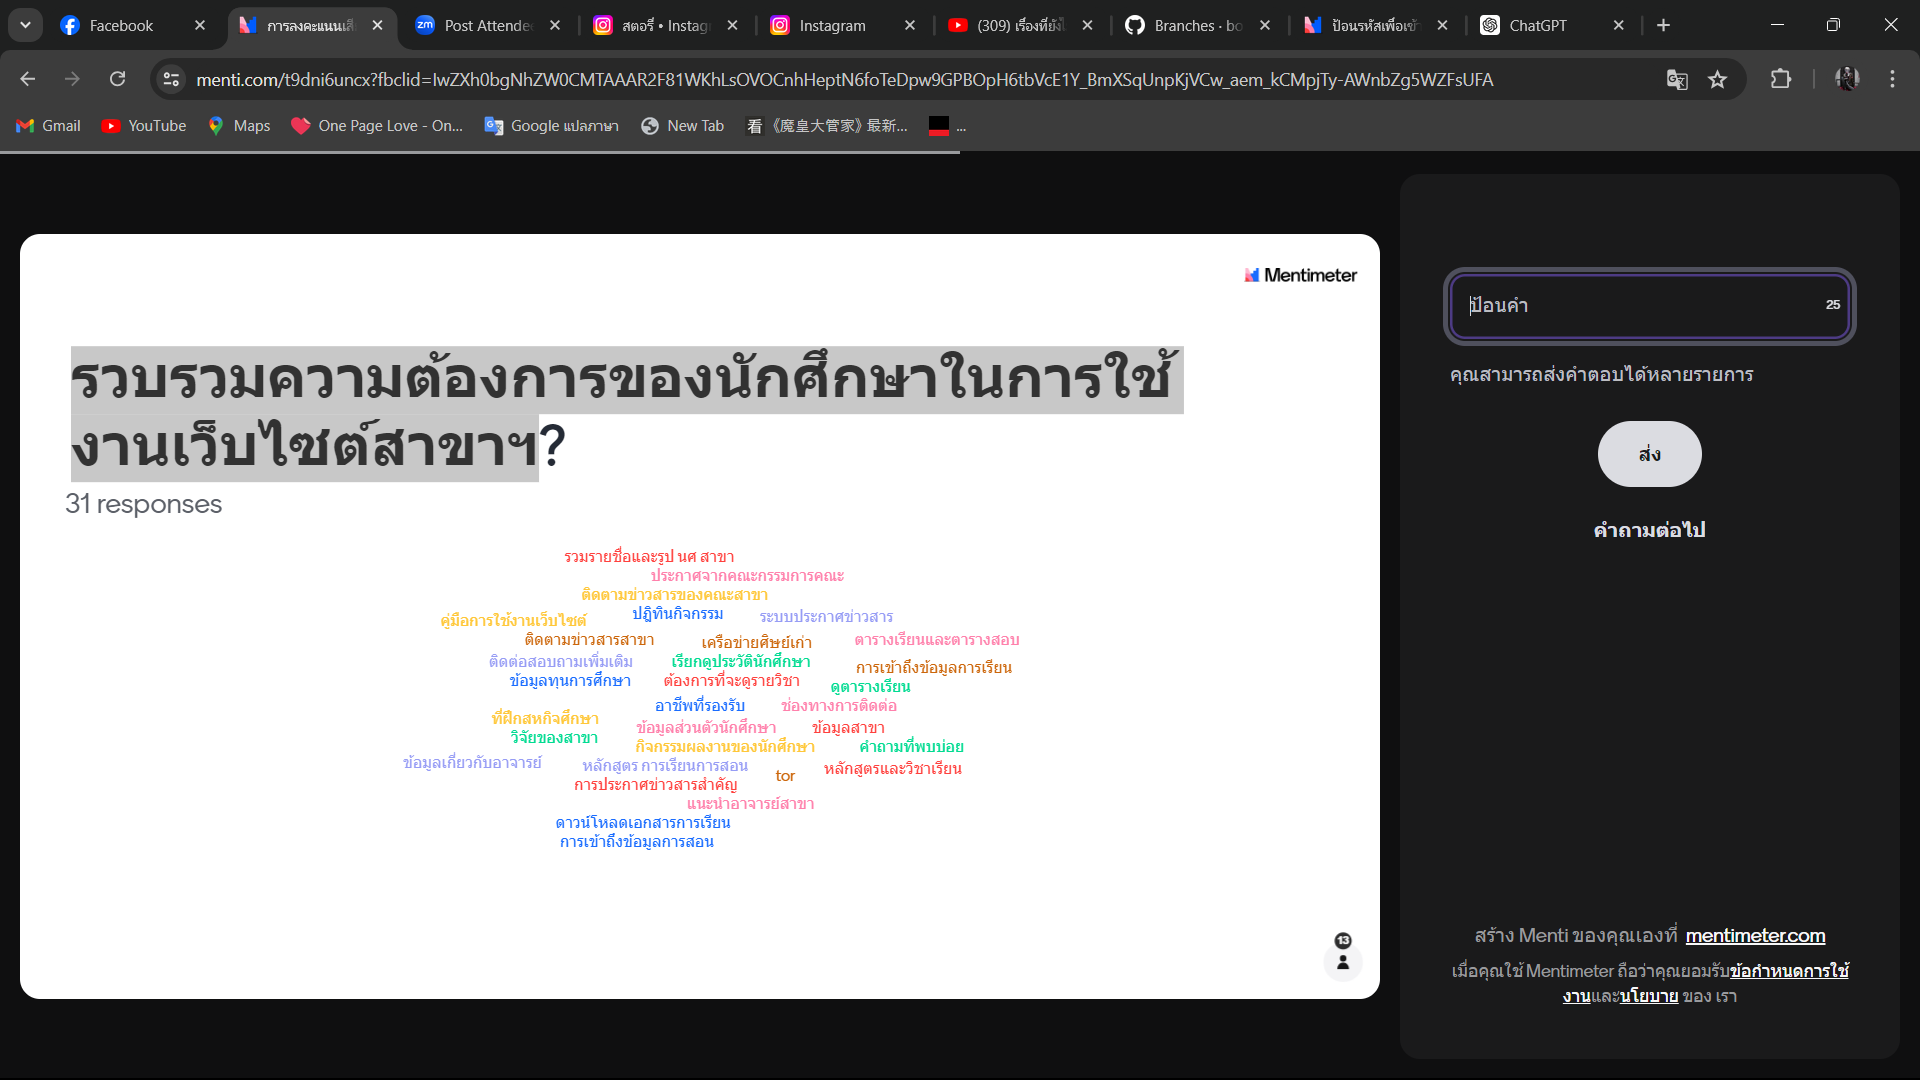 Facebook
การลงคะแนนเสี
Post Attende
สตอรี่ • Instag
Instagram
(309) เรื่องที่ยังไ
Branches · bo
ป้อนรหัสเพื่อเข้า
ChatGPT
menti.com/t9dni6uncx?fbclid=IwZXh0bgNhZW0CMTAAAR2F81WKhLsOVOCnhHeptN6foTeDpw9GPBOpH6tbVcE1Y_BmXSqUnpKjVCw_aem_kCMpjTy-AWnbZg5WZFsUFA
Gmail
YouTube
Maps
One Page Love - On...
Google แปลภาษา
New Tab
看《魔皇大管家》最新...
...
Mentimeter
รวบรวมความต้องการของนักศึกษาในการใช้
งานเว็บไซต์สาขาฯ?
31 responses
รวมรายชื่อและรูป นศ สาขา
ประกาศจากคณะกรรมการคณะ
ติดตามข่าวสารของคณะสาขา
คู่มือการใช้งานเว็บไซต์
ปฎิทินกิจกรรม
ระบบประกาศข่าวสาร
ติดตามข่าวสารสาขา
เครือข่ายศิษย์เก่า
ตารางเรียนและตารางสอบ
ติดต่อสอบถามเพิ่มเติม
เรียกดูประวัตินักศึกษา
การเข้าถึงข้อมูลการเรียน
ข้อมูลทุนการศึกษา
ต้องการที่จะดูรายวิชา
ดูตารางเรียน
อาชีพที่รองรับ
ช่องทางการติดต่อ
ที่ฝึกสหกิจศึกษา
ข้อมูลส่วนตัวนักศึกษา
ข้อมูลสาขา
วิจัยของสาขา
กิจกรรมผลงานของนักศึกษา
คำถามที่พบบ่อย
ข้อมูลเกี่ยวกับอาจารย์
หลักสูตร การเรียนการสอน
tor
หลักสูตรและวิชาเรียน
การประกาศข่าวสารสำคัญ
แนะนำอาจารย์สาขา
ดาวน์โหลดเอกสารการเรียน
การเข้าถึงข้อมูลการสอน
13
ป้อนคำ
25
คุณสามารถส่งคำตอบได้หลายรายการ
ส่ง
คำถามต่อไป
สร้าง Menti ของคุณเองที่ mentimeter.com
เมื่อคุณใช้ Mentimeter ถือว่าคุณยอมรับข้อกำหนดการใช้
งานและนโยบาย ของ เรา